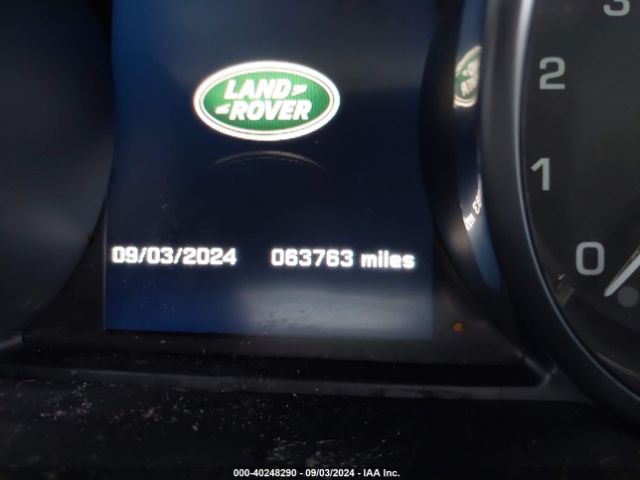 LAND
ROVER
09/03/2024 063763 miles
3
2
1
0
000-40248290 - 09/03/2024 - IAA Inc.